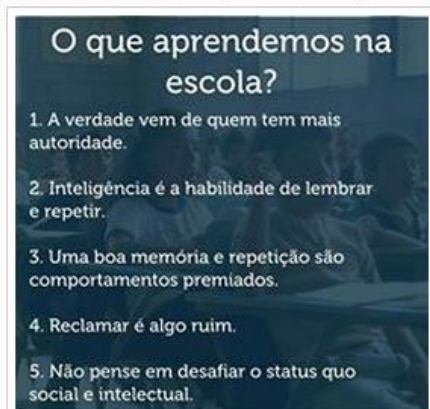 O que aprendemos na
escola?
1. A verdade vem de quem tem mais
autoridade.
2. Inteligência é a habilidade de lembrar
e repetir.
3. Uma boa memória e repetição são
comportamentos premiados.
4. Reclamar é algo ruim.
5. Não pense em desafiar o status quo
social e intelectual.